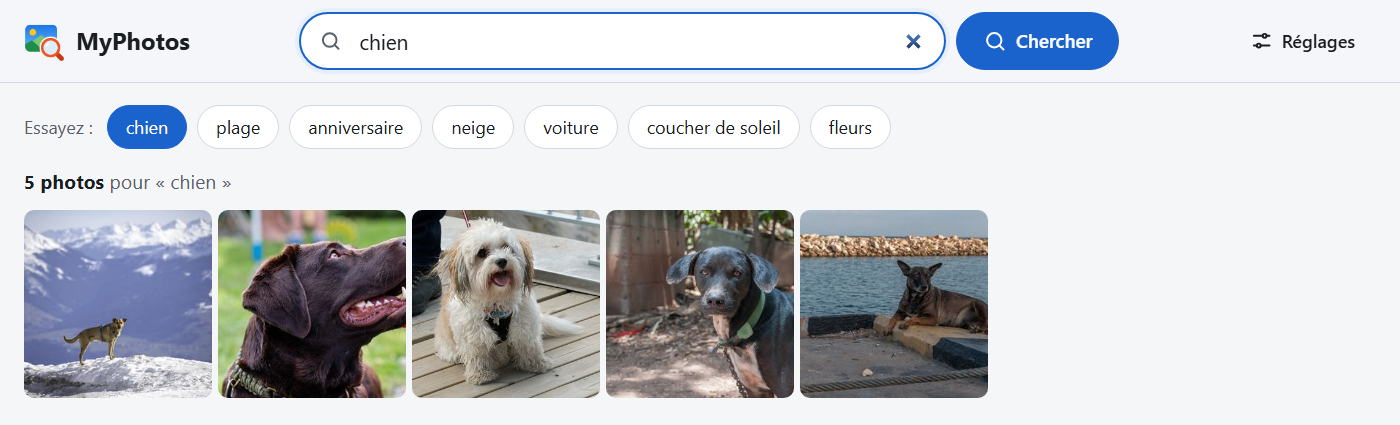 MyPhotos
chien
Chercher
Réglages
Essayez :
chien
plage
anniversaire
neige
voiture
coucher de soleil
fleurs
5 photos pour « chien »